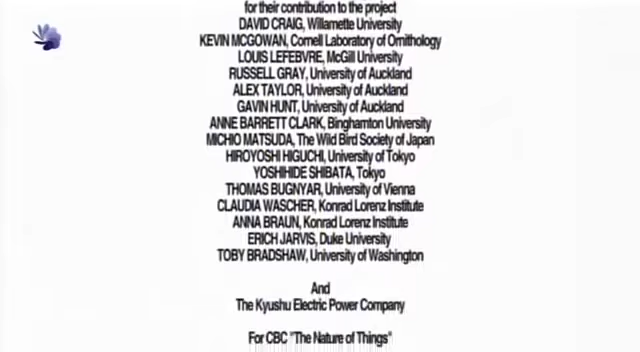 for their contribution to the project
DAVID CRAIG, Willamette University
KEVIN MCGOWAN, Cornell Laboratory of Ornithology
LOUIS LEFEBVRE, McGill University
RUSSELL GRAY, University of Auckland
ALEX TAYLOR, University of Auckland
GAVIN HUNT, University of Auckland
ANNE BARRETT CLARK, Binghamton University
MICHIO MATSUDA, The Wild Bird Society of Japan
HIROYOSHI HIGUCHI, University of Tokyo
YOSHIHIDE SHIBATA, Tokyo
THOMAS BUGNYAR, University of Vienna
CLAUDIA WASCHER, Konrad Lorenz Institute
ANNA BRAUN, Konrad Lorenz Institute
ERICH JARVIS, Duke University
TOBY BRADSHAW, University of Washington
And
The Kyushu Electric Power Company
For CBC "The Nature of Things"